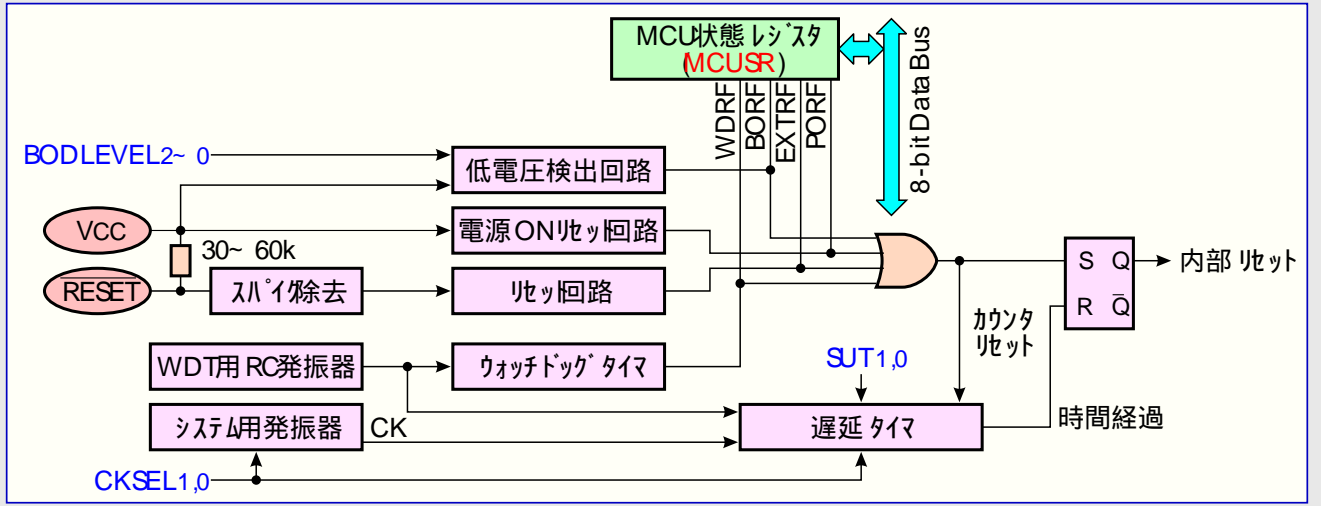 MCU状態レジスタ
(MCUSR)
WDRF
BORF
EXTRF
PORF
8-bit Data Bus
BODLEVEL2~0
低電圧検出回路
VCC
電源ONリセット回路
30~60k
RESET
スパイク除去
リセット回路
S Q
内部リセット
R Q
カウンタ
リセット
WDT用RC発振器
ウォッチドッグ タイマ
SUT1,0
システム用発振器
CK
遅延タイマ
時間経過
CKSEL1,0